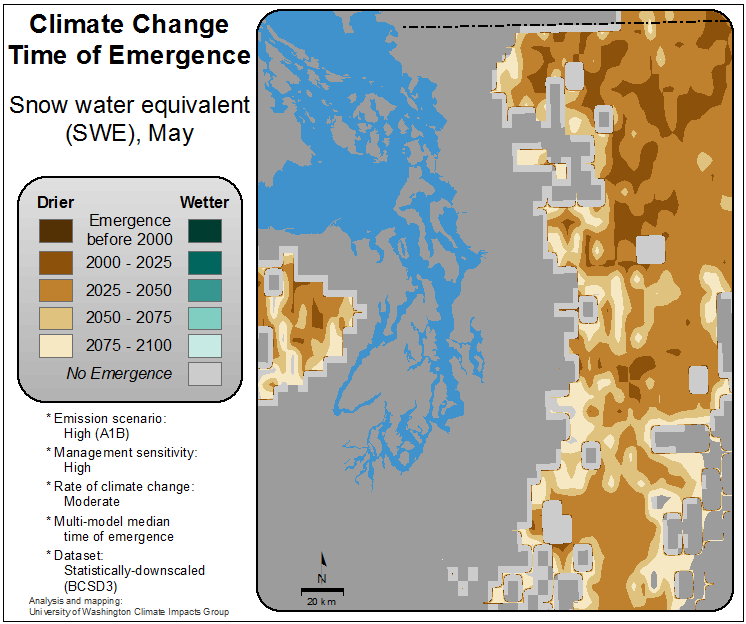 Climate Change
Time of Emergence
Snow water equivalent
(SWE), May
Drier
Wetter
Emergence
before 2000
2000 - 2025
2025 - 2050
2050 - 2075
2075 - 2100
No Emergence
* Emission scenario:
High (A1B)
* Management sensitivity:
High
* Rate of climate change:
Moderate
* Multi-model median
time of emergence
* Dataset:
Statistically-downscaled
(BCSD3)
Analysis and mapping:
University of Washington Climate Impacts Group
N
20 km